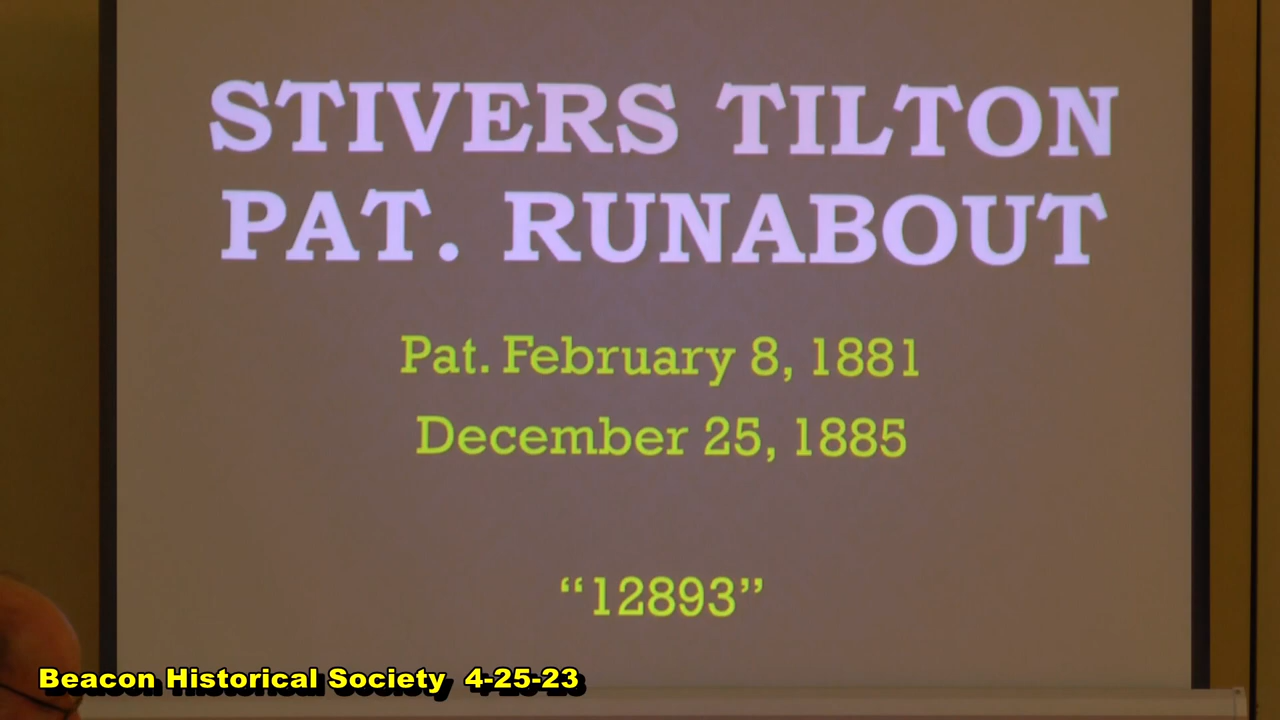 STIVERS TILTON
PAT. RUNABOUT
Pat. February 8, 1881
December 25, 1885
“12893”
Beacon Historical Society 4-25-23